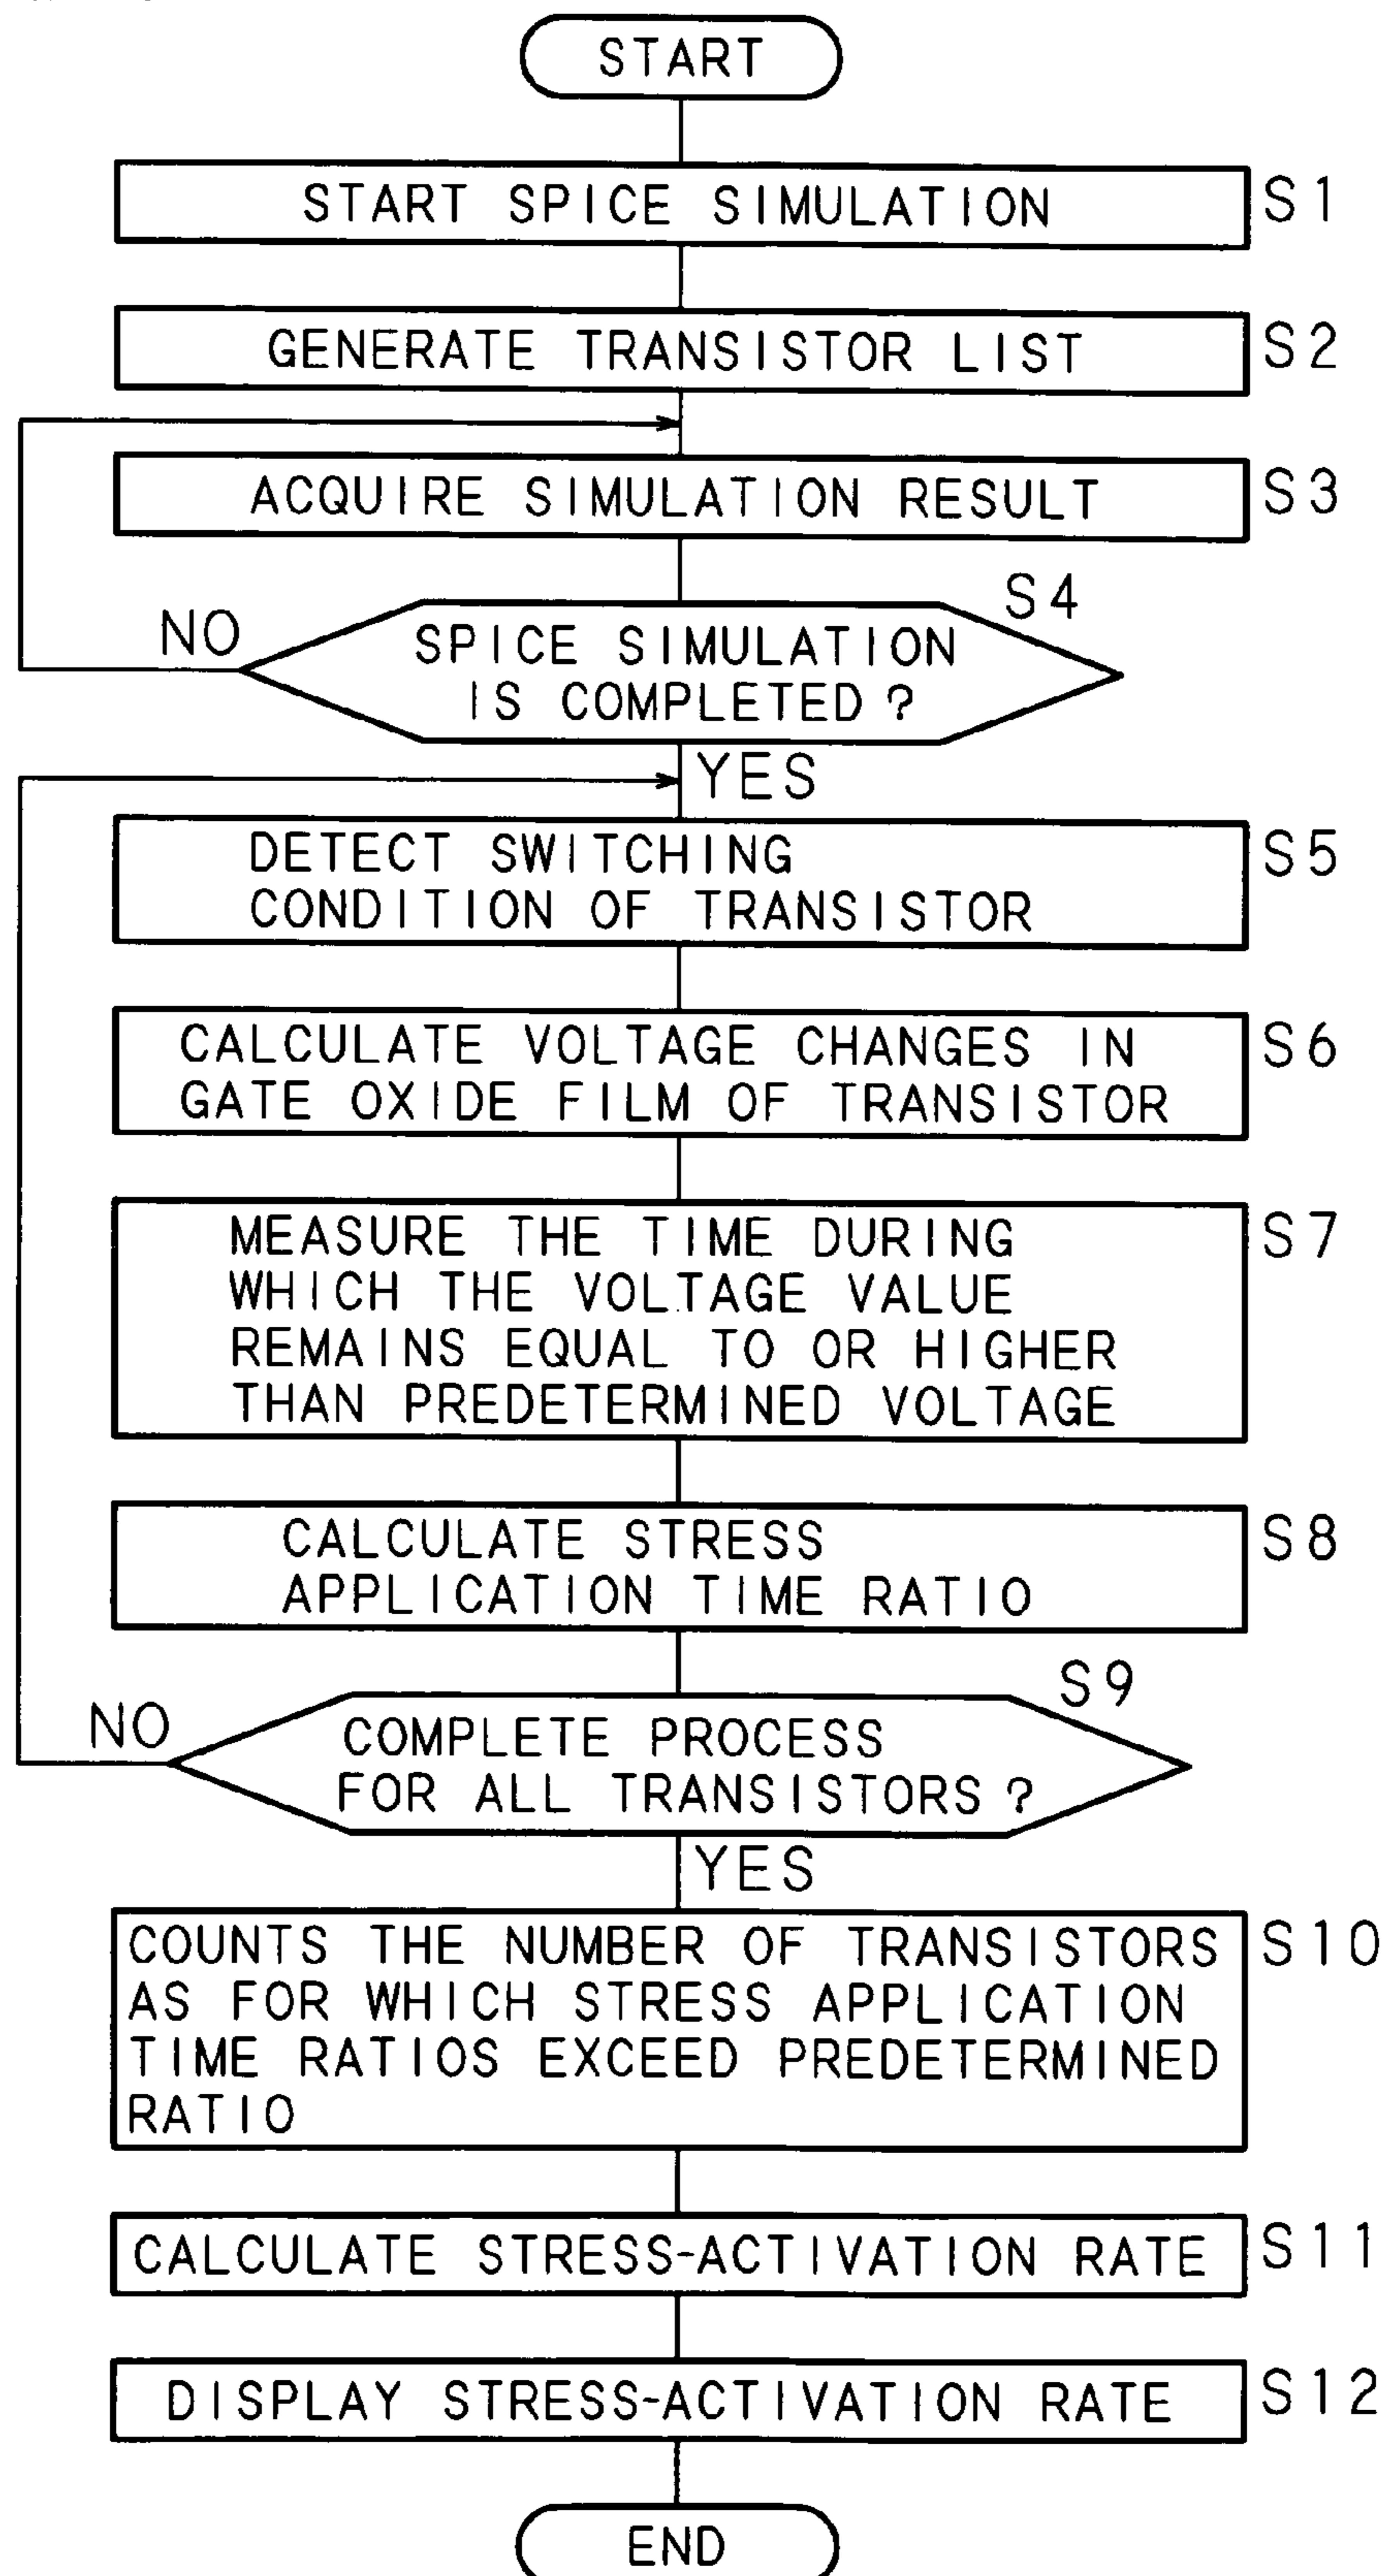 START
START SPICE SIMULATION
S1
GENERATE TRANSISTOR LIST
S2
ACQUIRE SIMULATION RESULT
S3
S4
NO
SPICE SIMULATION
IS COMPLETED?
YES
DETECT SWITCHING
CONDITION OF TRANSISTOR
S5
CALCULATE VOLTAGE CHANGES IN
GATE OXIDE FILM OF TRANSISTOR
S6
MEASURE THE TIME DURING
WHICH THE VOLTAGE VALUE
REMAINS EQUAL TO OR HIGHER
THAN PREDETERMINED VOLTAGE
S7
CALCULATE STRESS
APPLICATION TIME RATIO
S8
S9
NO
COMPLETE PROCESS
FOR ALL TRANSISTORS?
YES
COUNTS THE NUMBER OF TRANSISTORS
AS FOR WHICH STRESS APPLICATION
TIME RATIOS EXCEED PREDETERMINED
RATIO
S10
CALCULATE STRESS-ACTIVATION RATE
S11
DISPLAY STRESS-ACTIVATION RATE
S12
END